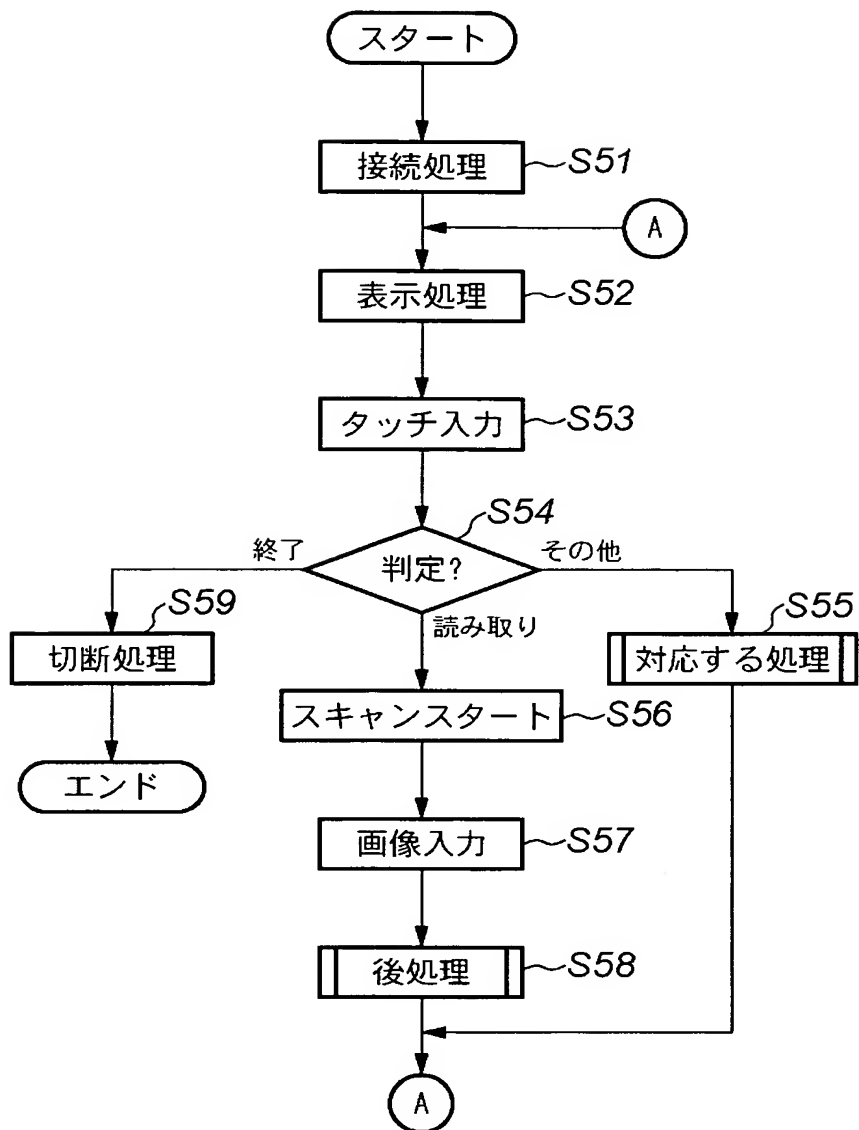 スタート
接続処理 S51
A
表示処理 S52
タッチ入力 S53
S54
終了 判定? その他
読み取り
S59
切断処理
S55
対応する処理
スキャンスタート S56
エンド
画像入力 S57
後処理 S58
A